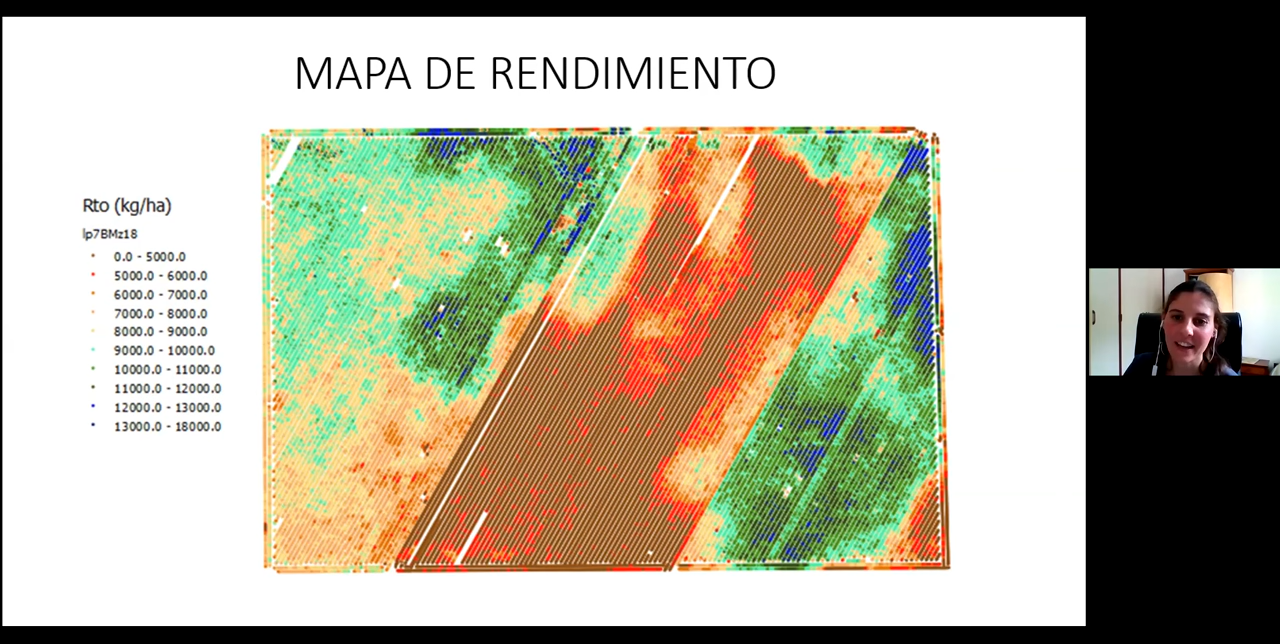 MAPA DE RENDIMIENTO
Rto (kg/ha)
lp7BMz18
0.0 - 5000.0
5000.0 - 6000.0
6000.0 - 7000.0
7000.0 - 8000.0
8000.0 - 9000.0
9000.0 - 10000.0
10000.0 - 11000.0
11000.0 - 12000.0
12000.0 - 13000.0
13000.0 - 18000.0